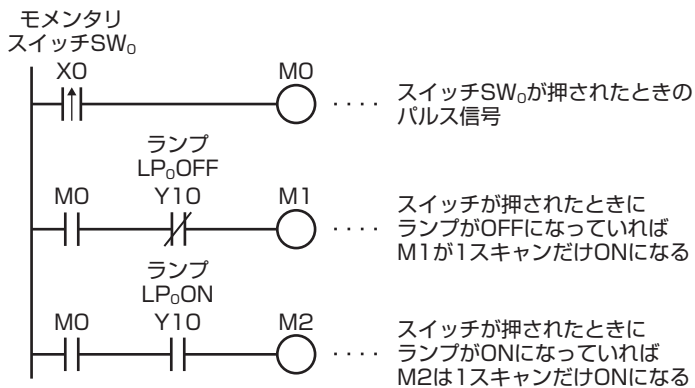 モメンタリ
スイッチSW₀
X0 M0
スイッチSW₀が押されたときの
パルス信号
ランプ
LP₀OFF
M0 Y10 M1
スイッチが押されたときに
ランプがOFFになっていれば
M1が1スキャンだけONになる
ランプ
LP₀ON
M0 Y10 M2
スイッチが押されたときに
ランプがONになっていれば
M2は1スキャンだけONになる